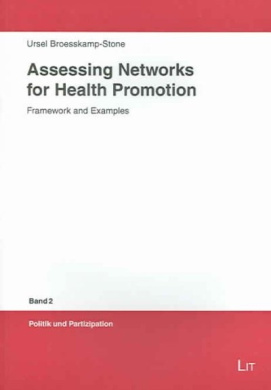 Ursel Broesskamp-Stone
Assessing Networks
for Health Promotion
Framework and Examples
Band 2
Politik und Partizipation
LIT